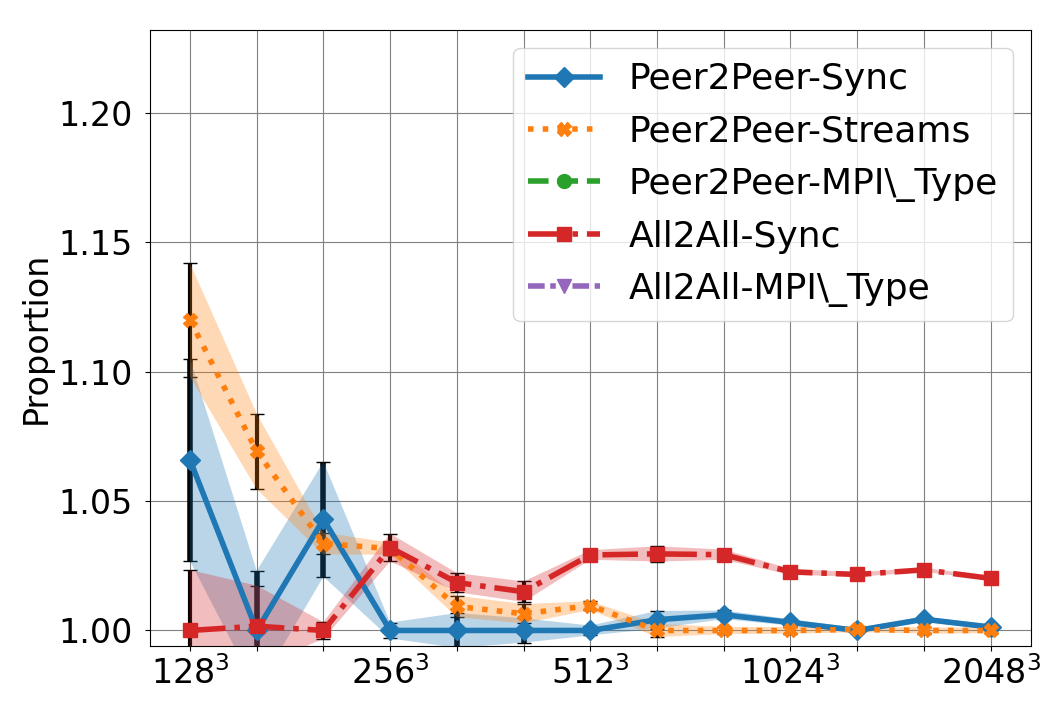 Peer2Peer-Sync
Peer2Peer-Streams
Peer2Peer-MPI\_Type
All2All-Sync
All2All-MPI\_Type
Proportion
1.20
1.15
1.10
1.05
1.00
128³ 256³ 512³ 1024³ 2048³